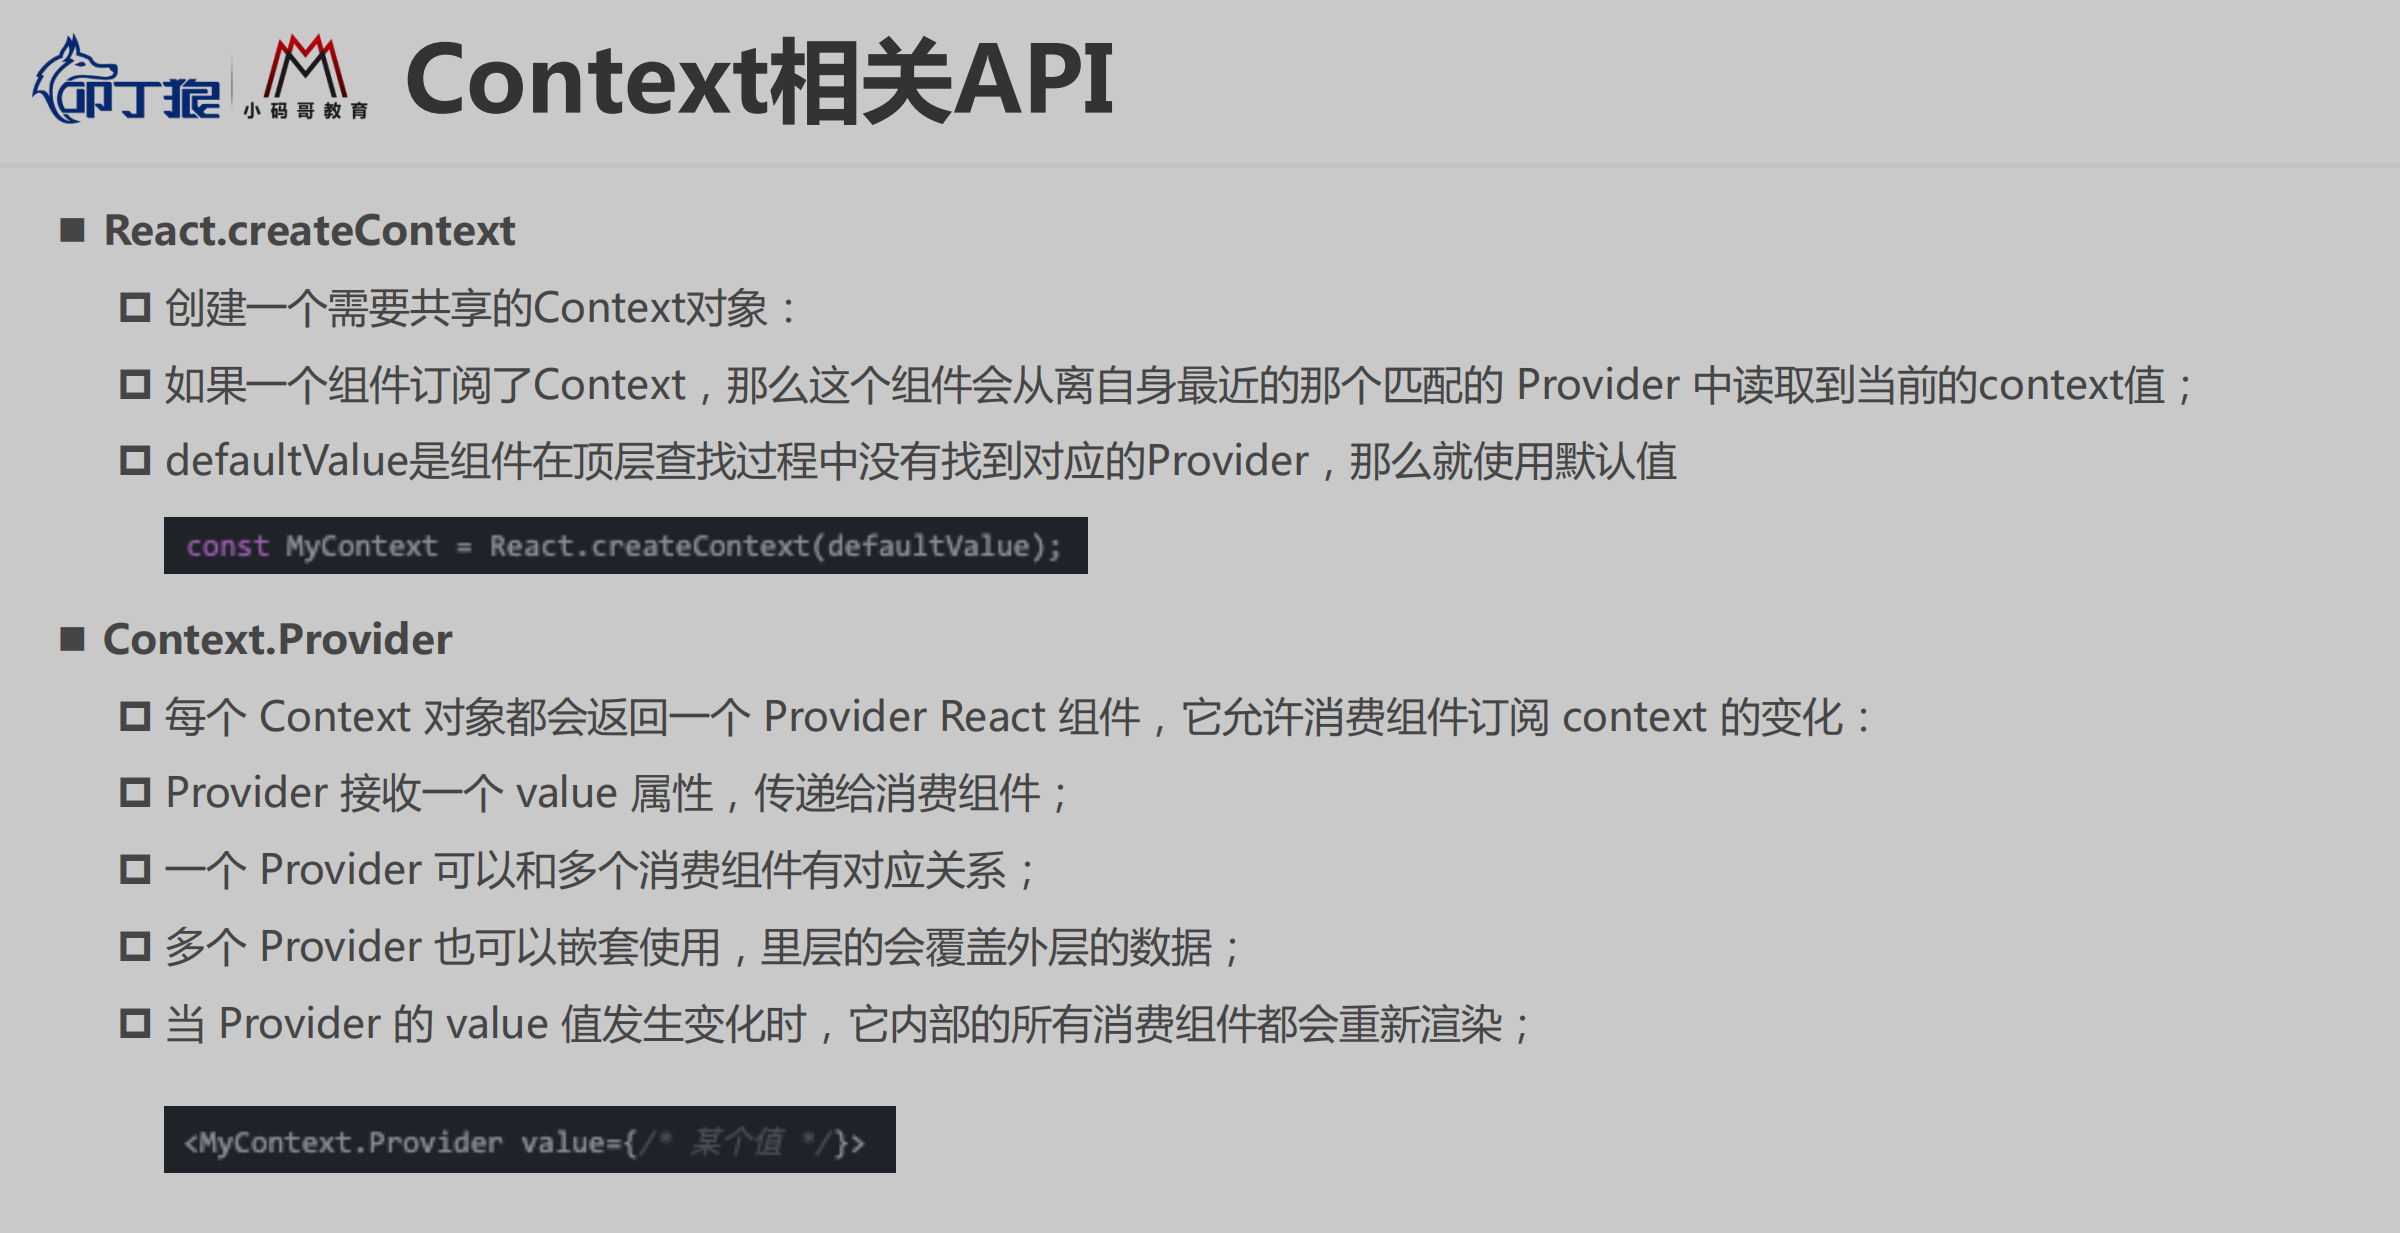 叩丁狼
小码哥教育
Context相关API
React.createContext
创建一个需要共享的Context对象：
如果一个组件订阅了Context，那么这个组件会从离自身最近的那个匹配的 Provider 中读取到当前的context值；
defaultValue是组件在顶层查找过程中没有找到对应的Provider，那么就使用默认值
const MyContext = React.createContext(defaultValue);
Context.Provider
每个 Context 对象都会返回一个 Provider React 组件，它允许消费组件订阅 context 的变化：
Provider 接收一个 value 属性，传递给消费组件；
一个 Provider 可以和多个消费组件有对应关系；
多个 Provider 也可以嵌套使用，里层的会覆盖外层的数据；
当 Provider 的 value 值发生变化时，它内部的所有消费组件都会重新渲染；
<MyContext.Provider value={/* 某个值 */}>